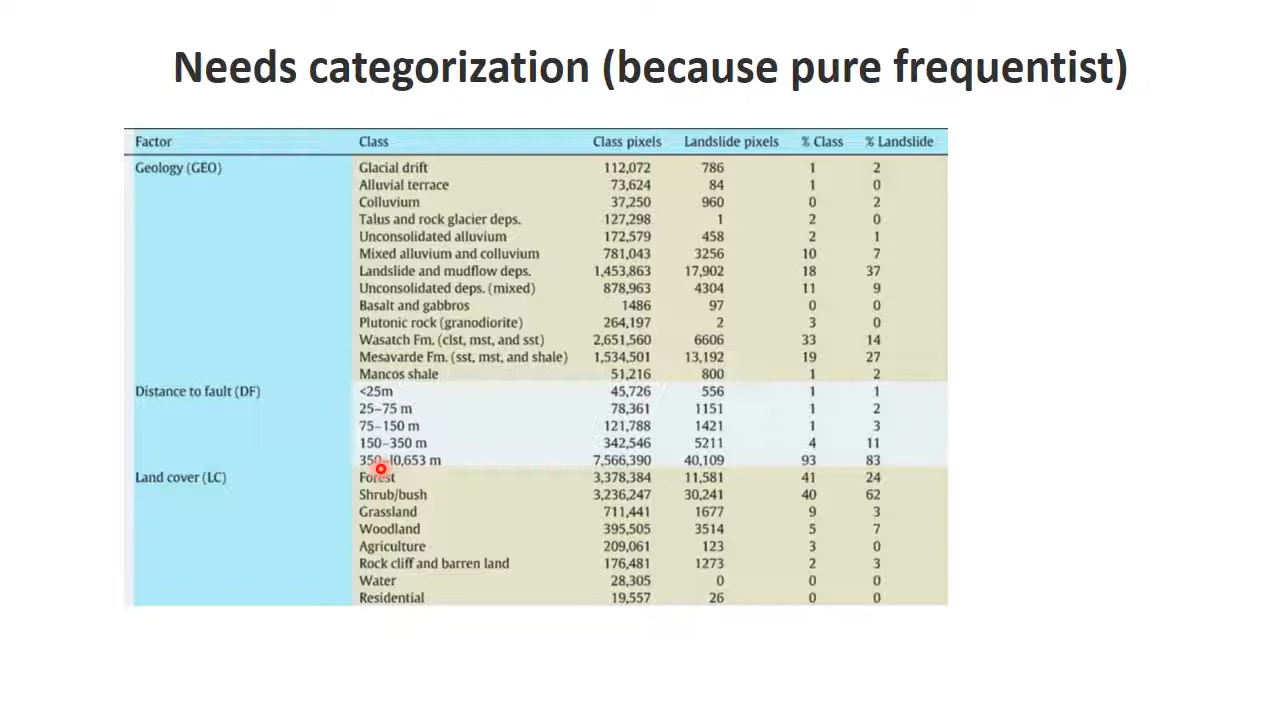 Needs categorization (because pure frequentist)
Factor Class Class pixels Landslide pixels % Class % Landslide
Geology (GEO) Glacial drift 112,072 786 1 2
Alluvial terrace 73,624 84 1 0
Colluvium 37,250 960 0 2
Talus and rock glacier deps. 127,298 1 2 0
Unconsolidated alluvium 172,579 458 2 1
Mixed alluvium and colluvium 781,043 3256 10 7
Landslide and mudflow deps. 1,453,863 17,902 18 37
Unconsolidated deps. (mixed) 878,963 4304 11 9
Basalt and gabbros 1486 97 0 0
Plutonic rock (granodiorite) 264,197 2 3 0
Wasatch Fm. (clst, mst, and sst) 2,651,560 6606 33 14
Mesavarde Fm. (sst, mst, and shale) 1,534,501 13,192 19 27
Mancos shale 51,216 800 1 2
Distance to fault (DF) <25m 45,726 556 1 1
25–75 m 78,361 1151 1 2
75–150 m 121,788 1421 1 3
150–350 m 342,546 5211 4 11
350–10,653 m 7,566,390 40,109 93 83
Land cover (LC) Forest 3,378,384 11,581 41 24
Shrub/bush 3,236,247 30,241 40 62
Grassland 711,441 1677 9 3
Woodland 395,505 3514 5 7
Agriculture 209,061 123 3 0
Rock cliff and barren land 176,481 1273 2 3
Water 28,305 0 0 0
Residential 19,557 26 0 0